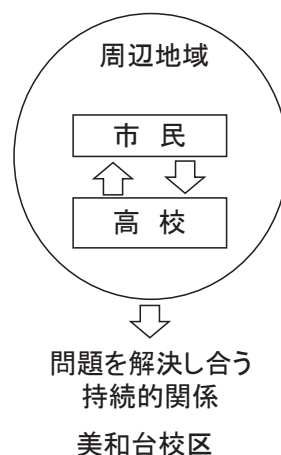 周辺地域
市 民
高 校
問題を解決し合う
持続的関係
美和台校区